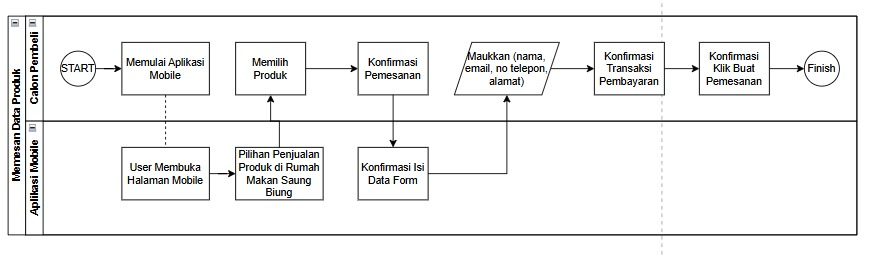 Memesan Data Produk
Calon Pembeli
START
Memulai Aplikasi
Mobile
Memilih
Produk
Konfirmasi
Pemesanan
Maukkan (nama,
email, no telepon,
alamat)
Konfirmasi
Transaksi
Pembayaran
Konfirmasi
Klik Buat
Pemesanan
Finish
Aplikasi Mobile
User Membuka
Halaman Mobile
Pilihan Penjualan
Produk di Rumah
Makan Saung
Biung
Konfirmasi Isi
Data Form